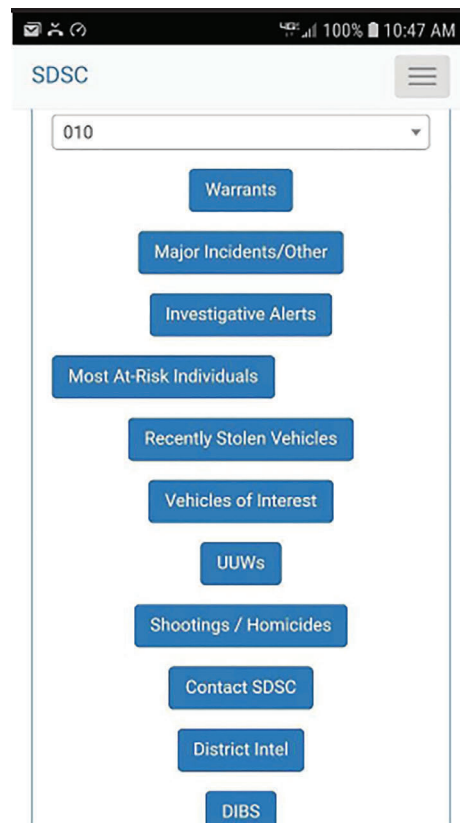 4G 100% 10:47 AM
SDSC
010
Warrants
Major Incidents/Other
Investigative Alerts
Most At-Risk Individuals
Recently Stolen Vehicles
Vehicles of Interest
UUWs
Shootings / Homicides
Contact SDSC
District Intel
DIBS